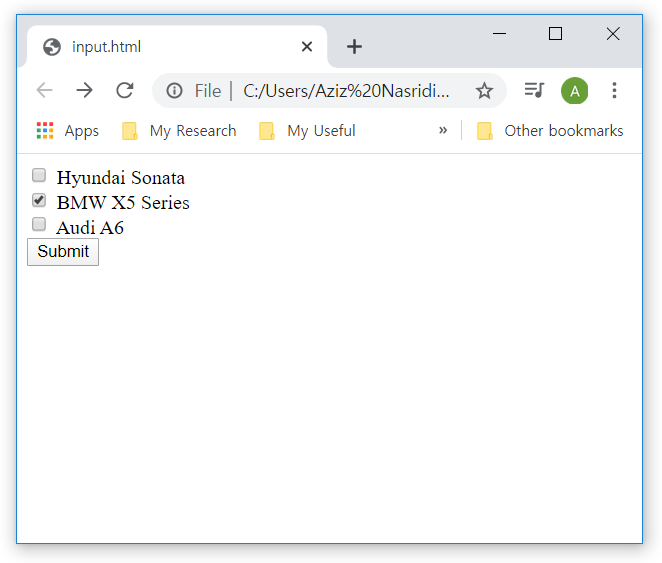 input.html
File | C:/Users/Aziz%20Nasridi...
A
Apps My Research My Useful » Other bookmarks
Hyundai Sonata
BMW X5 Series
Audi A6
Submit